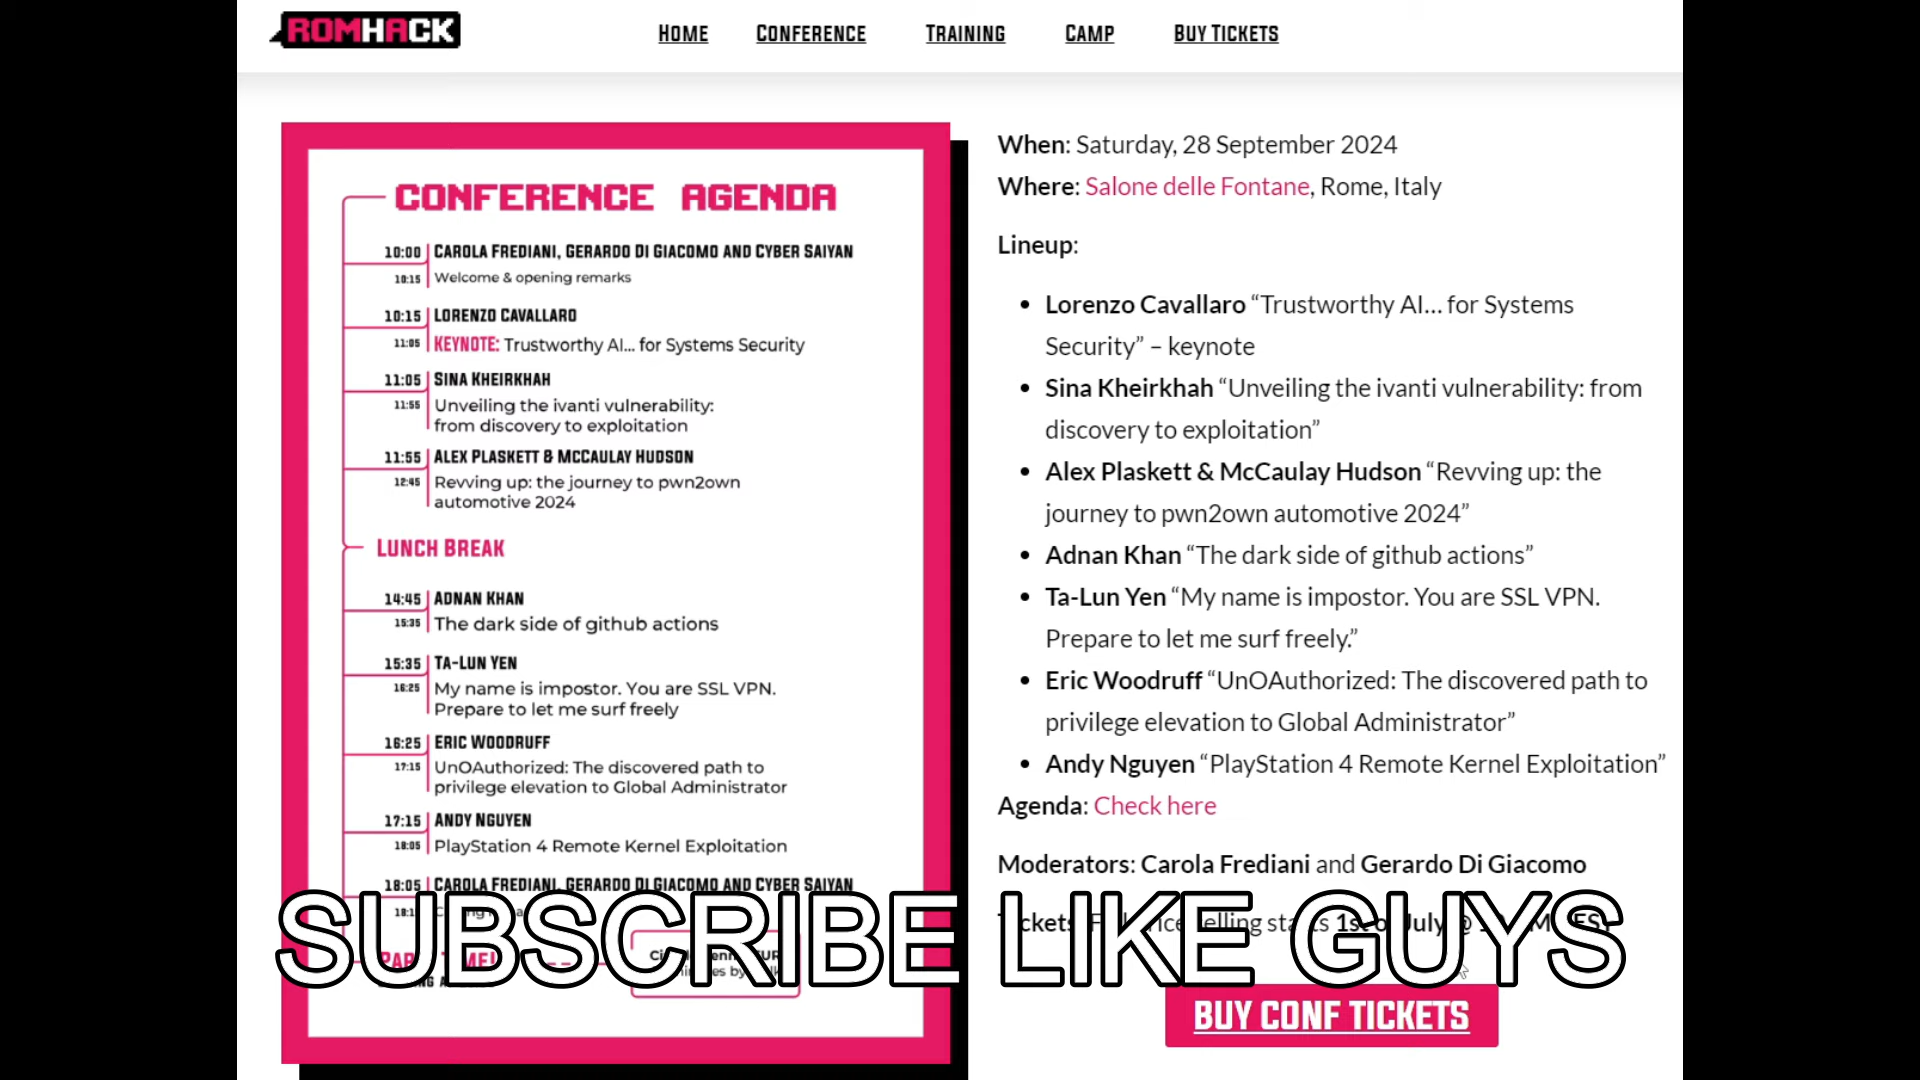 ROMHACK
HOME CONFERENCE TRAINING CAMP BUY TICKETS
CONFERENCE AGENDA
10:00 CAROLA FREDIANI, GERARDO DI GIACOMO AND CYBER SAIYAN
10:15 Welcome & opening remarks
10:15 LORENZO CAVALLARO
11:05 KEYNOTE: Trustworthy AI... for Systems Security
11:05 SINA KHEIRKHAH
11:55 Unveiling the ivanti vulnerability:
from discovery to exploitation
11:55 ALEX PLASKETT & MCCAULAY HUDSON
12:45 Revving up: the journey to pwn2own
automotive 2024
LUNCH BREAK
14:45 ADNAN KHAN
15:35 The dark side of github actions
15:35 TA-LUN YEN
16:25 My name is impostor. You are SSL VPN.
Prepare to let me surf freely
16:25 ERIC WOODRUFF
17:15 UnOAuthorized: The discovered path to
privilege elevation to Global Administrator
17:15 ANDY NGUYEN
18:05 PlayStation 4 Remote Kernel Exploitation
18:05 CAROLA FREDIANI, GERARDO DI GIACOMO AND CYBER SAIYAN
When: Saturday, 28 September 2024
Where: Salone delle Fontane, Rome, Italy
Lineup:
• Lorenzo Cavallaro “Trustworthy AI… for Systems
Security” – keynote
• Sina Kheirkhah “Unveiling the ivanti vulnerability: from
discovery to exploitation”
• Alex Plaskett & McCaulay Hudson “Revving up: the
journey to pwn2own automotive 2024”
• Adnan Khan “The dark side of github actions”
• Ta-Lun Yen “My name is impostor. You are SSL VPN.
Prepare to let me surf freely.”
• Eric Woodruff “UnOAuthorized: The discovered path to
privilege elevation to Global Administrator”
• Andy Nguyen “PlayStation 4 Remote Kernel Exploitation”
Agenda: Check here
Moderators: Carola Frediani and Gerardo Di Giacomo
SUBSCRIBE LIKE GUYS
BUY CONF TICKETS